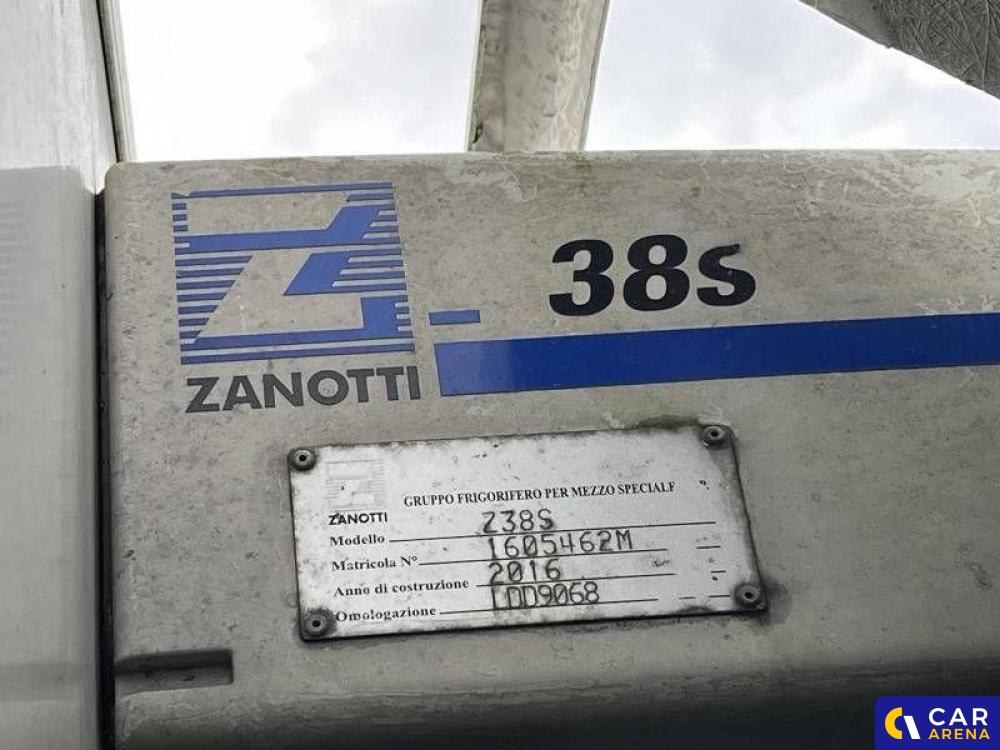 38s
ZANOTTI
GRUPPO FRIGORIFERO PER MEZZO SPECIALE
ZANOTTI
Modello Z38S
Matricola N° 1605462M
Anno di costruzione 2016
Omologazione IDD9068
CAR
ARENA